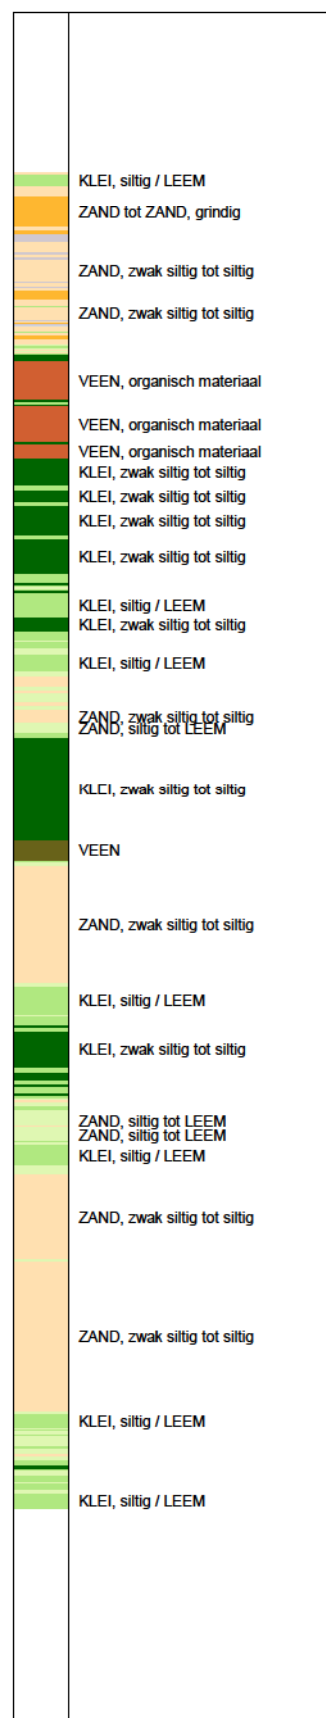 KLEI, siltig / LEEM
ZAND tot ZAND, grindig
ZAND, zwak siltig tot siltig
ZAND, zwak siltig tot siltig
VEEN, organisch materiaal
VEEN, organisch materiaal
VEEN, organisch materiaal
KLEI, zwak siltig tot siltig
KLEI, zwak siltig tot siltig
KLEI, zwak siltig tot siltig
KLEI, zwak siltig tot siltig
KLEI, siltig / LEEM
KLEI, zwak siltig tot siltig
KLEI, siltig / LEEM
ZAND, zwak siltig tot siltig
ZAND, siltig tot LEEM
KLEI, zwak siltig tot siltig
VEEN
ZAND, zwak siltig tot siltig
KLEI, siltig / LEEM
KLEI, zwak siltig tot siltig
ZAND, siltig tot LEEM
ZAND, siltig tot LEEM
KLEI, siltig / LEEM
ZAND, zwak siltig tot siltig
ZAND, zwak siltig tot siltig
KLEI, siltig / LEEM
KLEI, siltig / LEEM